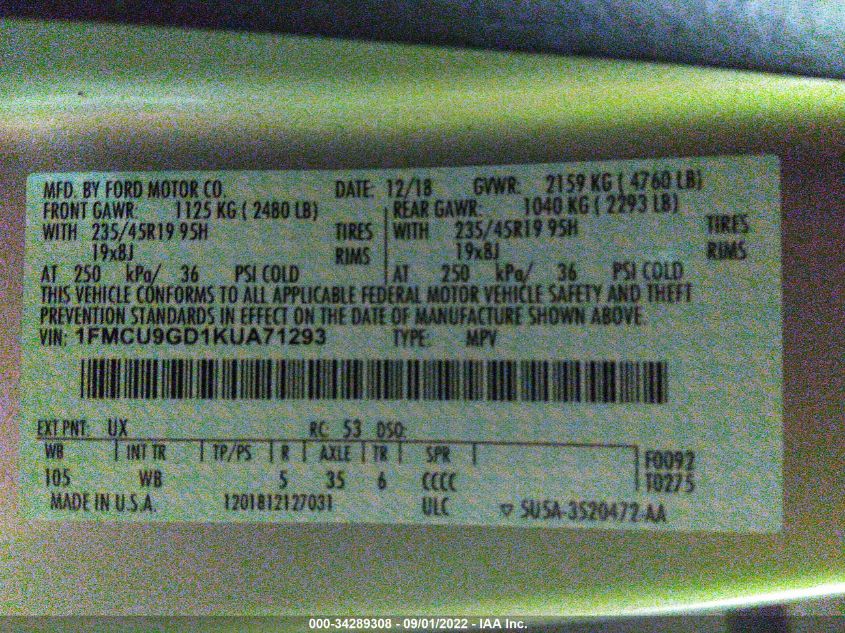 MFD. BY FORD MOTOR CO. DATE: 12/18 GVWR: 2159 KG ( 4760 LB)
FRONT GAWR: 1125 KG ( 2480 LB) REAR GAWR: 1040 KG ( 2293 LB)
WITH 235/45R19 95H TIRES WITH 235/45R19 95H TIRES
19x8J RIMS 19x8J RIMS
AT 250 kPa/ 36 PSI COLD AT 250 kPa/ 36 PSI COLD
THIS VEHICLE CONFORMS TO ALL APPLICABLE FEDERAL MOTOR VEHICLE SAFETY AND THEFT
PREVENTION STANDARDS IN EFFECT ON THE DATE OF MANUFACTURE SHOWN ABOVE.
VIN: 1FMCU9GD1KUA71293 TYPE: MPV
EXT PNT: UX RC: 53 DSO:
WB INT TR TP/PS R AXLE TR SPR
105 WB 5 35 6 CCCC
F0092
T0275
MADE IN U.S.A. 1201812127031 ULC ▽ SU5A-3520472-AA
000-34289308 - 09/01/2022 - IAA Inc.